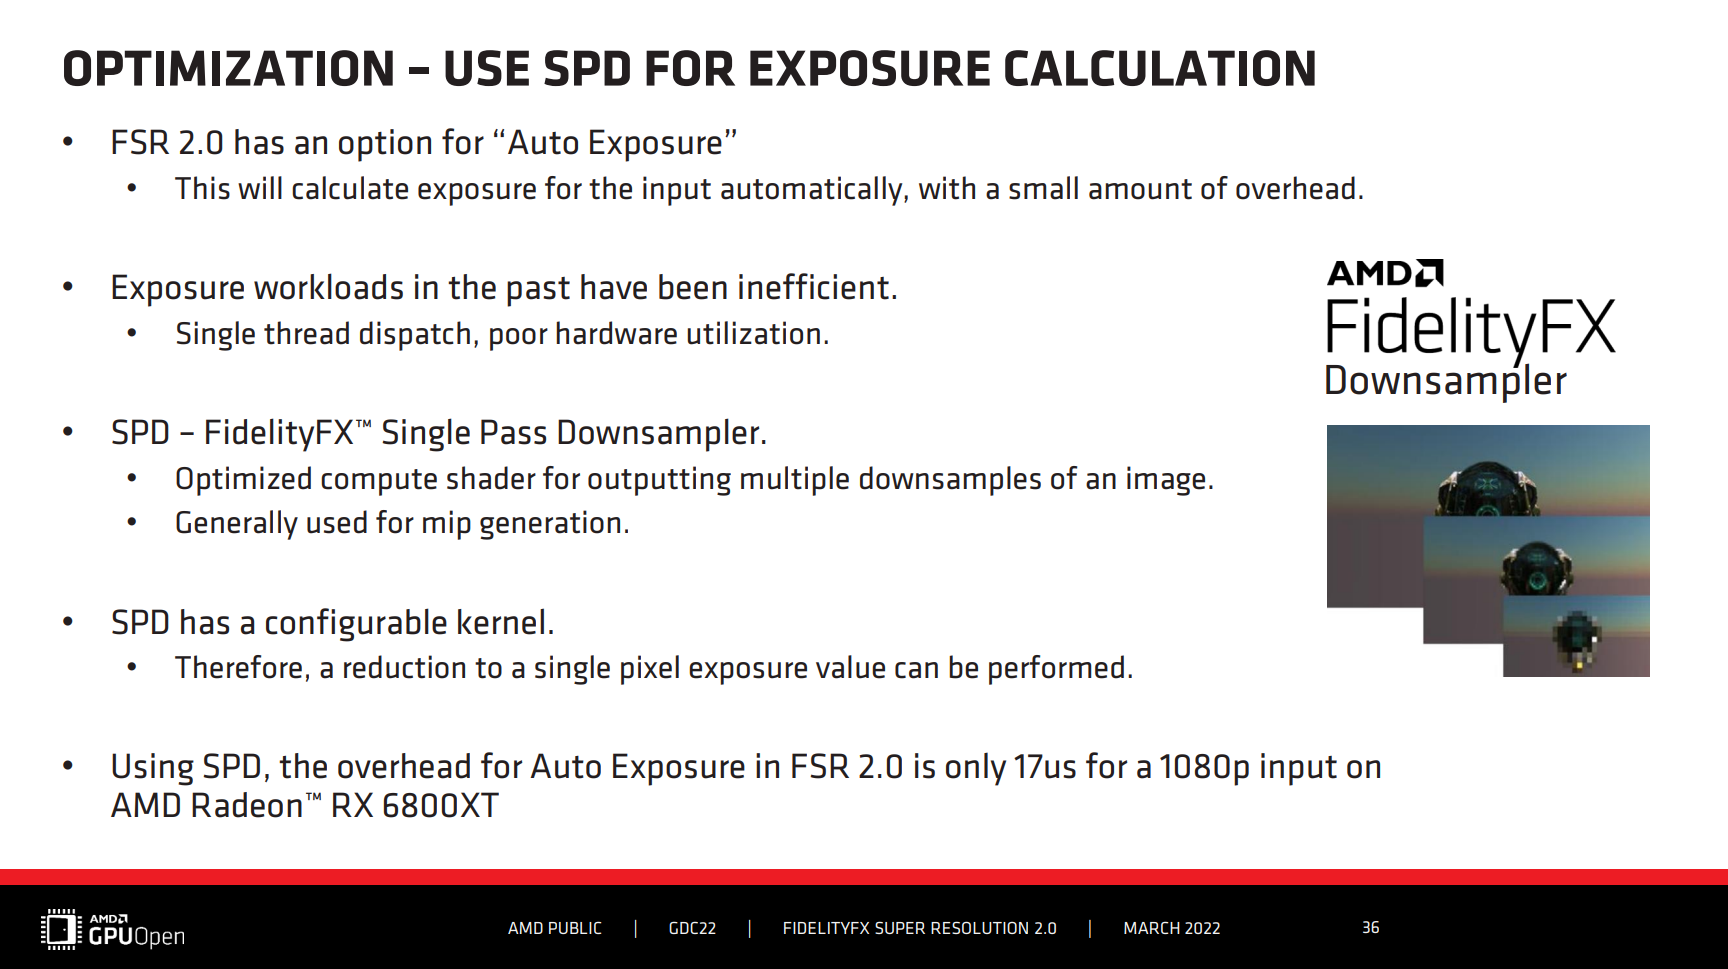 OPTIMIZATION – USE SPD FOR EXPOSURE CALCULATION
• FSR 2.0 has an option for “Auto Exposure”
• This will calculate exposure for the input automatically, with a small amount of overhead.
• Exposure workloads in the past have been inefficient.
• Single thread dispatch, poor hardware utilization.
• SPD – FidelityFX™ Single Pass Downsampler.
• Optimized compute shader for outputting multiple downsamples of an image.
• Generally used for mip generation.
• SPD has a configurable kernel.
• Therefore, a reduction to a single pixel exposure value can be performed.
• Using SPD, the overhead for Auto Exposure in FSR 2.0 is only 17us for a 1080p input on
AMD Radeon™ RX 6800XT
AMD
FidelityFX
Downsampler
AMD
GPUOpen
AMD PUBLIC | GDC22 | FIDELITYFX SUPER RESOLUTION 2.0 | MARCH 2022
36